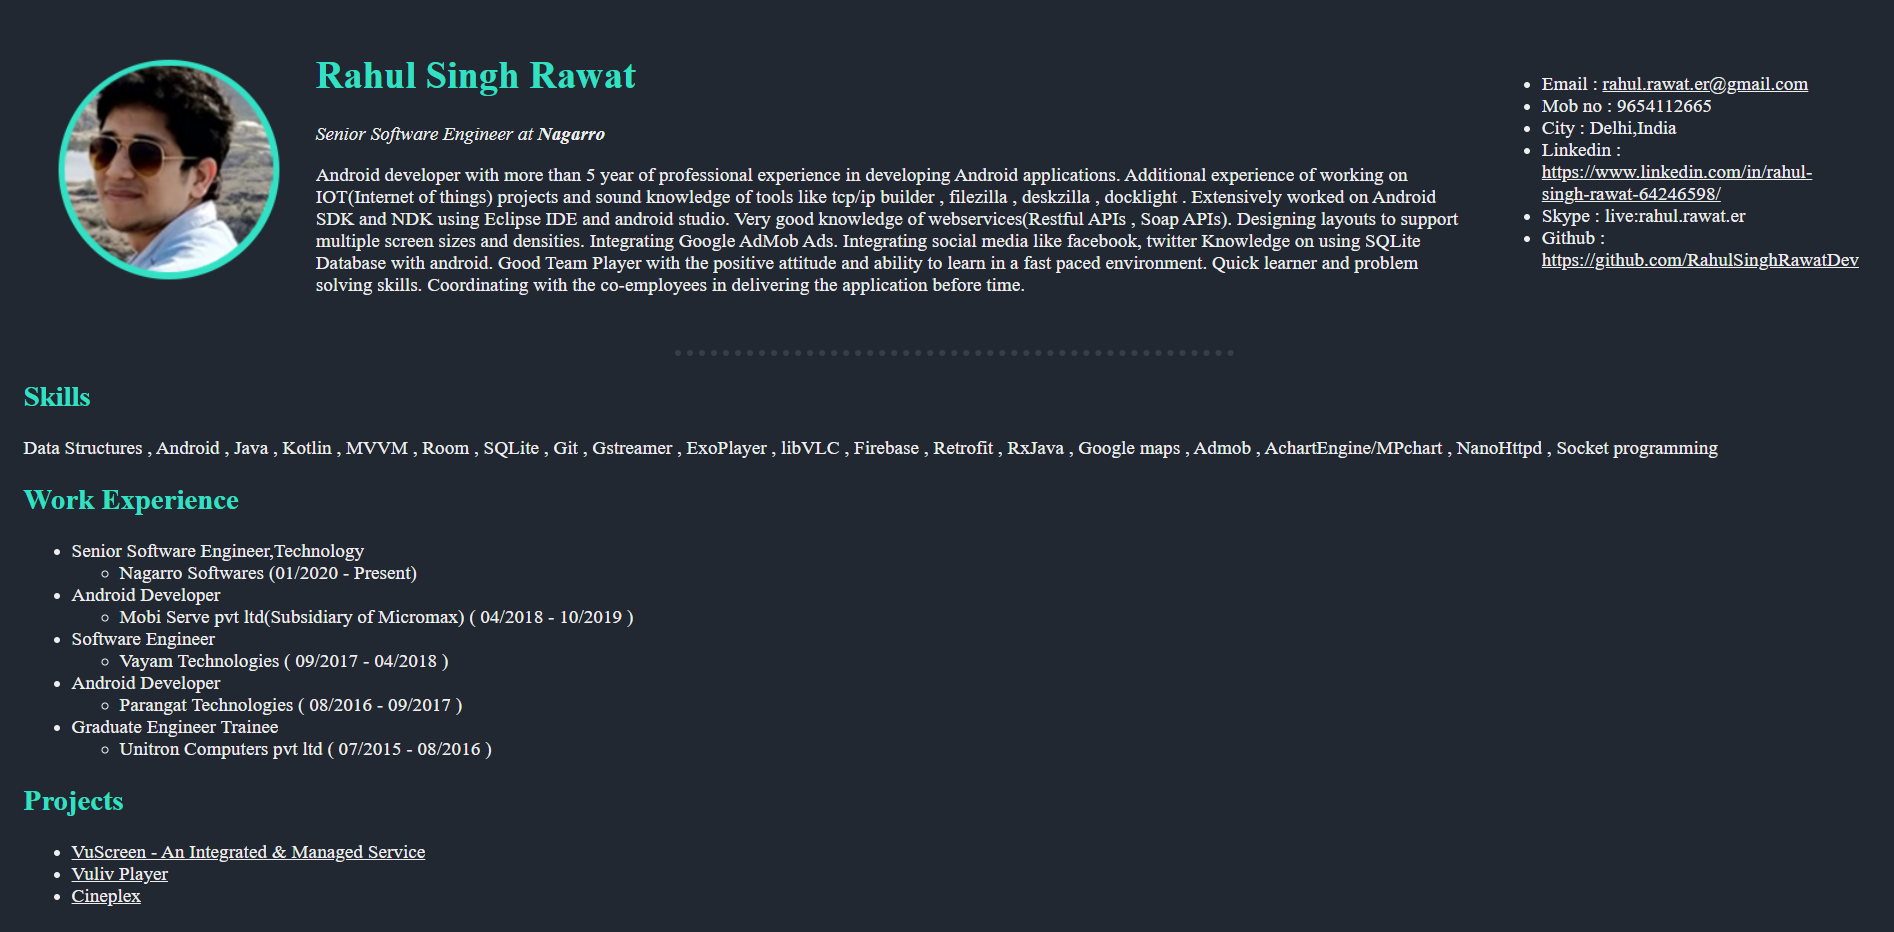 Rahul Singh Rawat
Senior Software Engineer at Nagarro
Android developer with more than 5 year of professional experience in developing Android applications. Additional experience of working on
IOT(Internet of things) projects and sound knowledge of tools like tcp/ip builder , filezilla , deskzilla , docklight . Extensively worked on Android
SDK and NDK using Eclipse IDE and android studio. Very good knowledge of webservices(Restful APIs , Soap APIs). Designing layouts to support
multiple screen sizes and densities. Integrating Google AdMob Ads. Integrating social media like facebook, twitter Knowledge on using SQLite
Database with android. Good Team Player with the positive attitude and ability to learn in a fast paced environment. Quick learner and problem
solving skills. Coordinating with the co-employees in delivering the application before time.
Email : rahul.rawat.er@gmail.com
Mob no : 9654112665
City : Delhi,India
Linkedin :
https://www.linkedin.com/in/rahul-
singh-rawat-64246598/
Skype : live:rahul.rawat.er
Github :
https://github.com/RahulSinghRawatDev
Skills
Data Structures , Android , Java , Kotlin , MVVM , Room , SQLite , Git , Gstreamer , ExoPlayer , libVLC , Firebase , Retrofit , RxJava , Google maps , Admob , AchartEngine/MPchart , NanoHttpd , Socket programming
Work Experience
Senior Software Engineer,Technology
Nagarro Softwares (01/2020 - Present)
Android Developer
Mobi Serve pvt ltd(Subsidiary of Micromax) ( 04/2018 - 10/2019 )
Software Engineer
Vayam Technologies ( 09/2017 - 04/2018 )
Android Developer
Parangat Technologies ( 08/2016 - 09/2017 )
Graduate Engineer Trainee
Unitron Computers pvt ltd ( 07/2015 - 08/2016 )
Projects
VuScreen - An Integrated & Managed Service
Vuliv Player
Cineplex